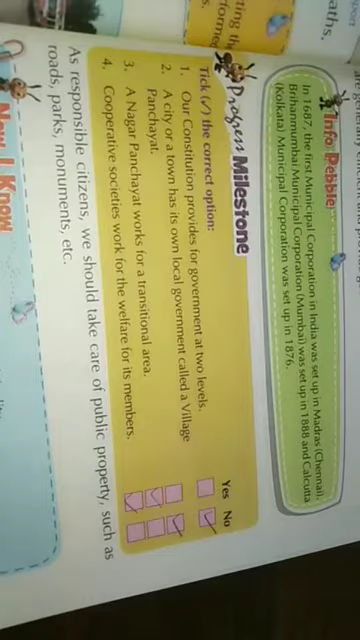 Info Pebble
In 1687, the first Municipal Corporation in India was set up in Madras (Chennai).
Brihanmumbai Municipal Corporation (Mumbai) was set up in 1888 and Calcutta
(Kolkata) Municipal Corporation was set up in 1876.
Progress Milestone
Tick (✓) the correct option:
Yes No
1. Our Constitution provides for government at two levels.
2. A city or a town has its own local government called a Village
Panchayat.
3. A Nagar Panchayat works for a transitional area.
4. Cooperative societies work for the welfare for its members.
As responsible citizens, we should take care of public property, such as
roads, parks, monuments, etc.
Now I Know